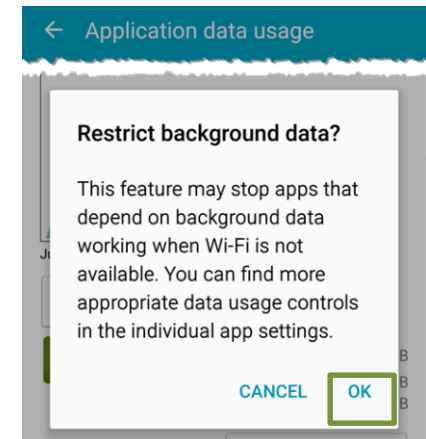 ← Application data usage
Restrict background data?
This feature may stop apps that
depend on background data
working when Wi-Fi is not
available. You can find more
appropriate data usage controls
in the individual app settings.
CANCEL OK
B
B
B